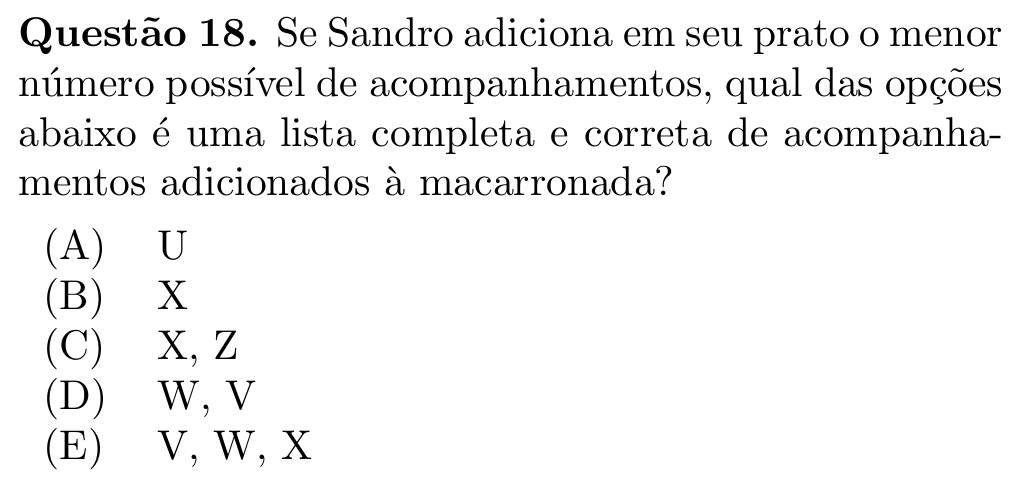 Questão 18. Se Sandro adiciona em seu prato o menor
número possível de acompanhamentos, qual das opções
abaixo é uma lista completa e correta de acompanha-
mentos adicionados à macarronada?
(A) U
(B) X
(C) X, Z
(D) W, V
(E) V, W, X